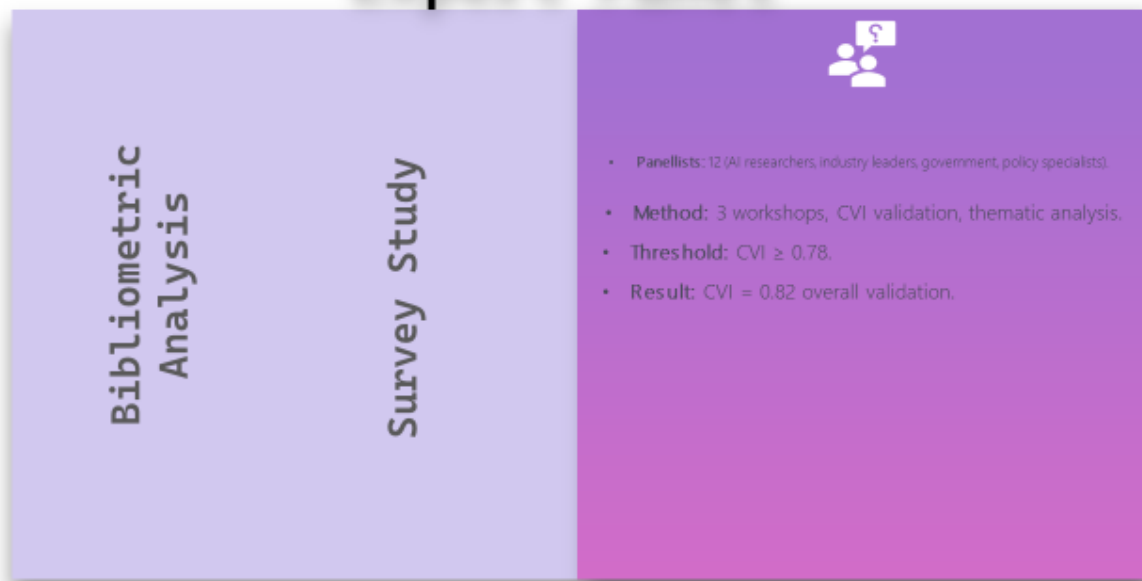 Bibliometric
Analysis
Survey Study
• Panellists: 12 (AI researchers, industry leaders, government, policy specialists).
• Method: 3 workshops, CVI validation, thematic analysis.
• Threshold: CVI ≥ 0.78.
• Result: CVI = 0.82 overall validation.